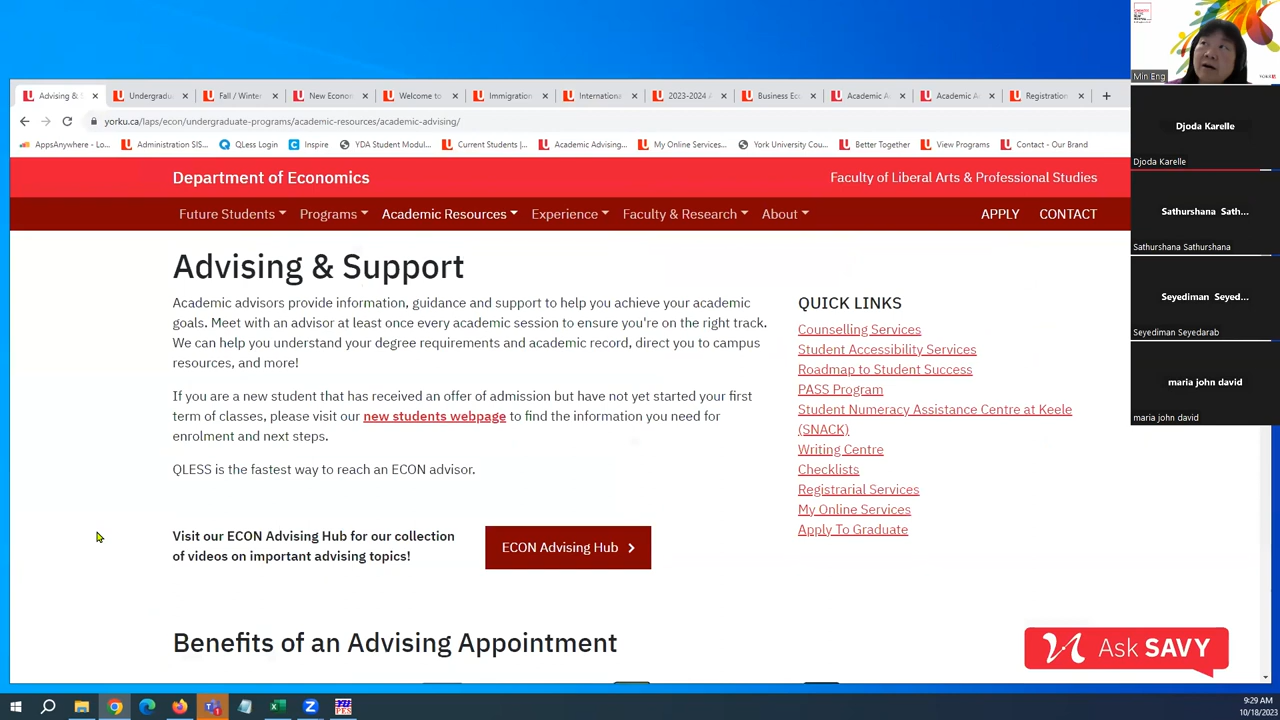 Advising & S
Undergradua
Fall / Winter
New Econom
Welcome to
Immigration
Internationa
2023-2024 A
Business Eco
Academic A
Academic A
Registration
yorku.ca/laps/econ/undergraduate-programs/academic-resources/academic-advising/
AppsAnywhere - Lo...
Administration SIS...
QLess Login
Inspire
YDA Student Modul...
Current Students |...
Academic Advising...
My Online Services...
York University Cou...
Better Together
View Programs
Contact - Our Brand
Department of Economics
Faculty of Liberal Arts & Professional Studies
Future Students
Programs
Academic Resources
Experience
Faculty & Research
About
APPLY
CONTACT
Advising & Support
Academic advisors provide information, guidance and support to help you achieve your academic
goals. Meet with an advisor at least once every academic session to ensure you're on the right track.
We can help you understand your degree requirements and academic record, direct you to campus
resources, and more!
If you are a new student that has received an offer of admission but have not yet started your first
term of classes, please visit our new students webpage to find the information you need for
enrolment and next steps.
QLESS is the fastest way to reach an ECON advisor.
Visit our ECON Advising Hub for our collection
of videos on important advising topics!
ECON Advising Hub
Benefits of an Advising Appointment
QUICK LINKS
Counselling Services
Student Accessibility Services
Roadmap to Student Success
PASS Program
Student Numeracy Assistance Centre at Keele
(SNACK)
Writing Centre
Checklists
Registrarial Services
My Online Services
Apply To Graduate
Ask SAVY
Min Eng
Djoda Karelle
Djoda Karelle
Sathurshana Sath...
Sathurshana Sathurshana
Seyediman Seyed...
Seyediman Seyedarab
maria john david
maria john david
9:29 AM
10/18/2023